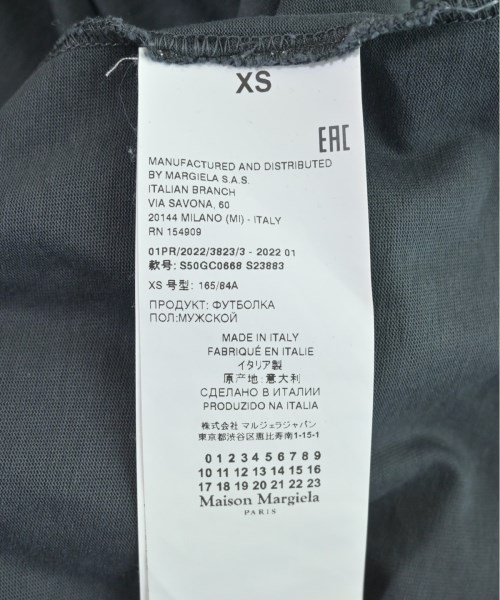 XS
EAC
MANUFACTURED AND DISTRIBUTED
BY MARGIELA S.A.S.
ITALIAN BRANCH
VIA SAVONA, 60
20144 MILANO (MI) - ITALY
RN 154909
01PR/2022/3823/3 - 2022 01
款号: S50GC0668 S23883
XS 号型: 165/84A
ПРОДУКТ: ФУТБОЛКА
ПОЛ:МУЖСКОЙ
MADE IN ITALY
FABRIQUÉ EN ITALIE
イタリア製
原产地:意大利
СДЕЛАНО В ИТАЛИИ
PRODUZIDO NA ITALIA
株式会社 マルジェラジャパン
東京都渋谷区恵比寿南1-15-1
0 1 2 3 4 5 6 7 8 9
10 11 12 13 14 15 16
17 18 19 20 21 22 23
Maison Margiela
PARIS